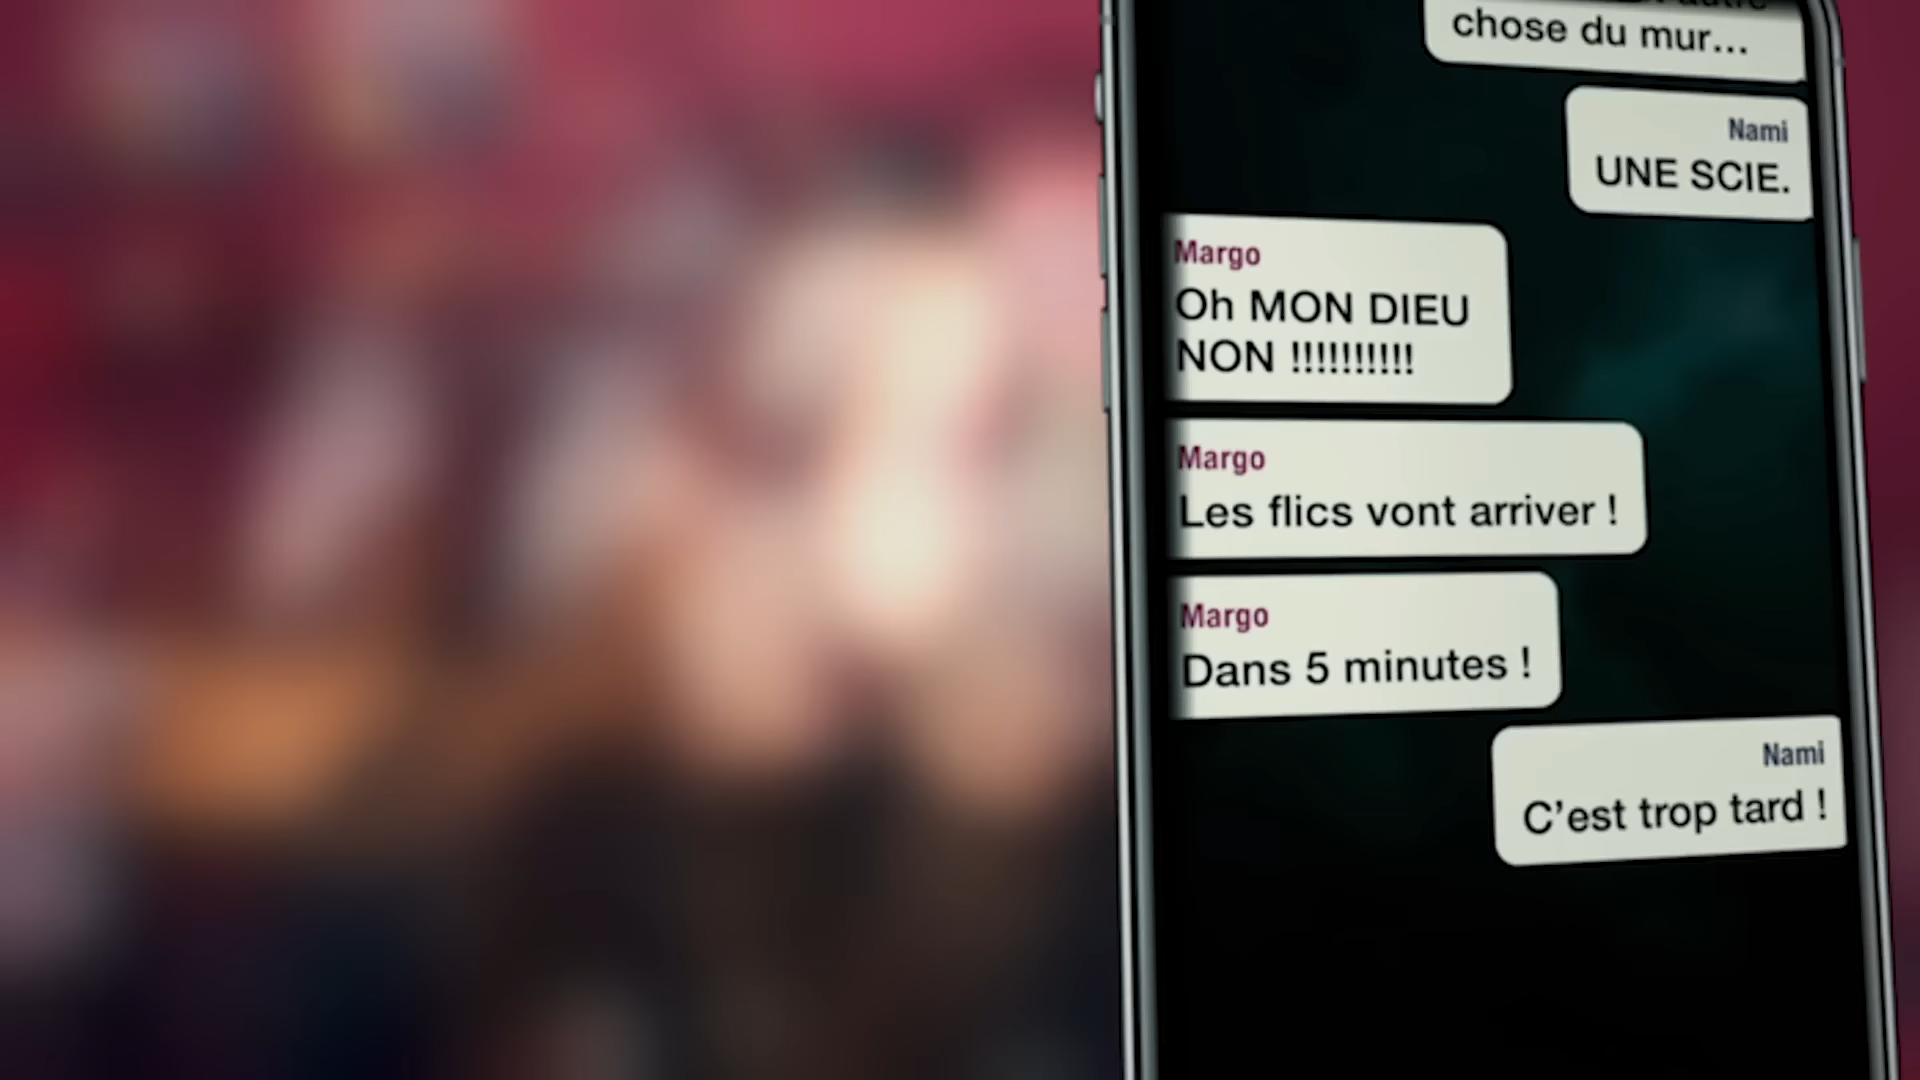 chose du mur...
Nami
UNE SCIE.
Margo
Oh MON DIEU
NON !!!!!!!!!!
Margo
Les flics vont arriver !
Margo
Dans 5 minutes !
Nami
C’est trop tard !